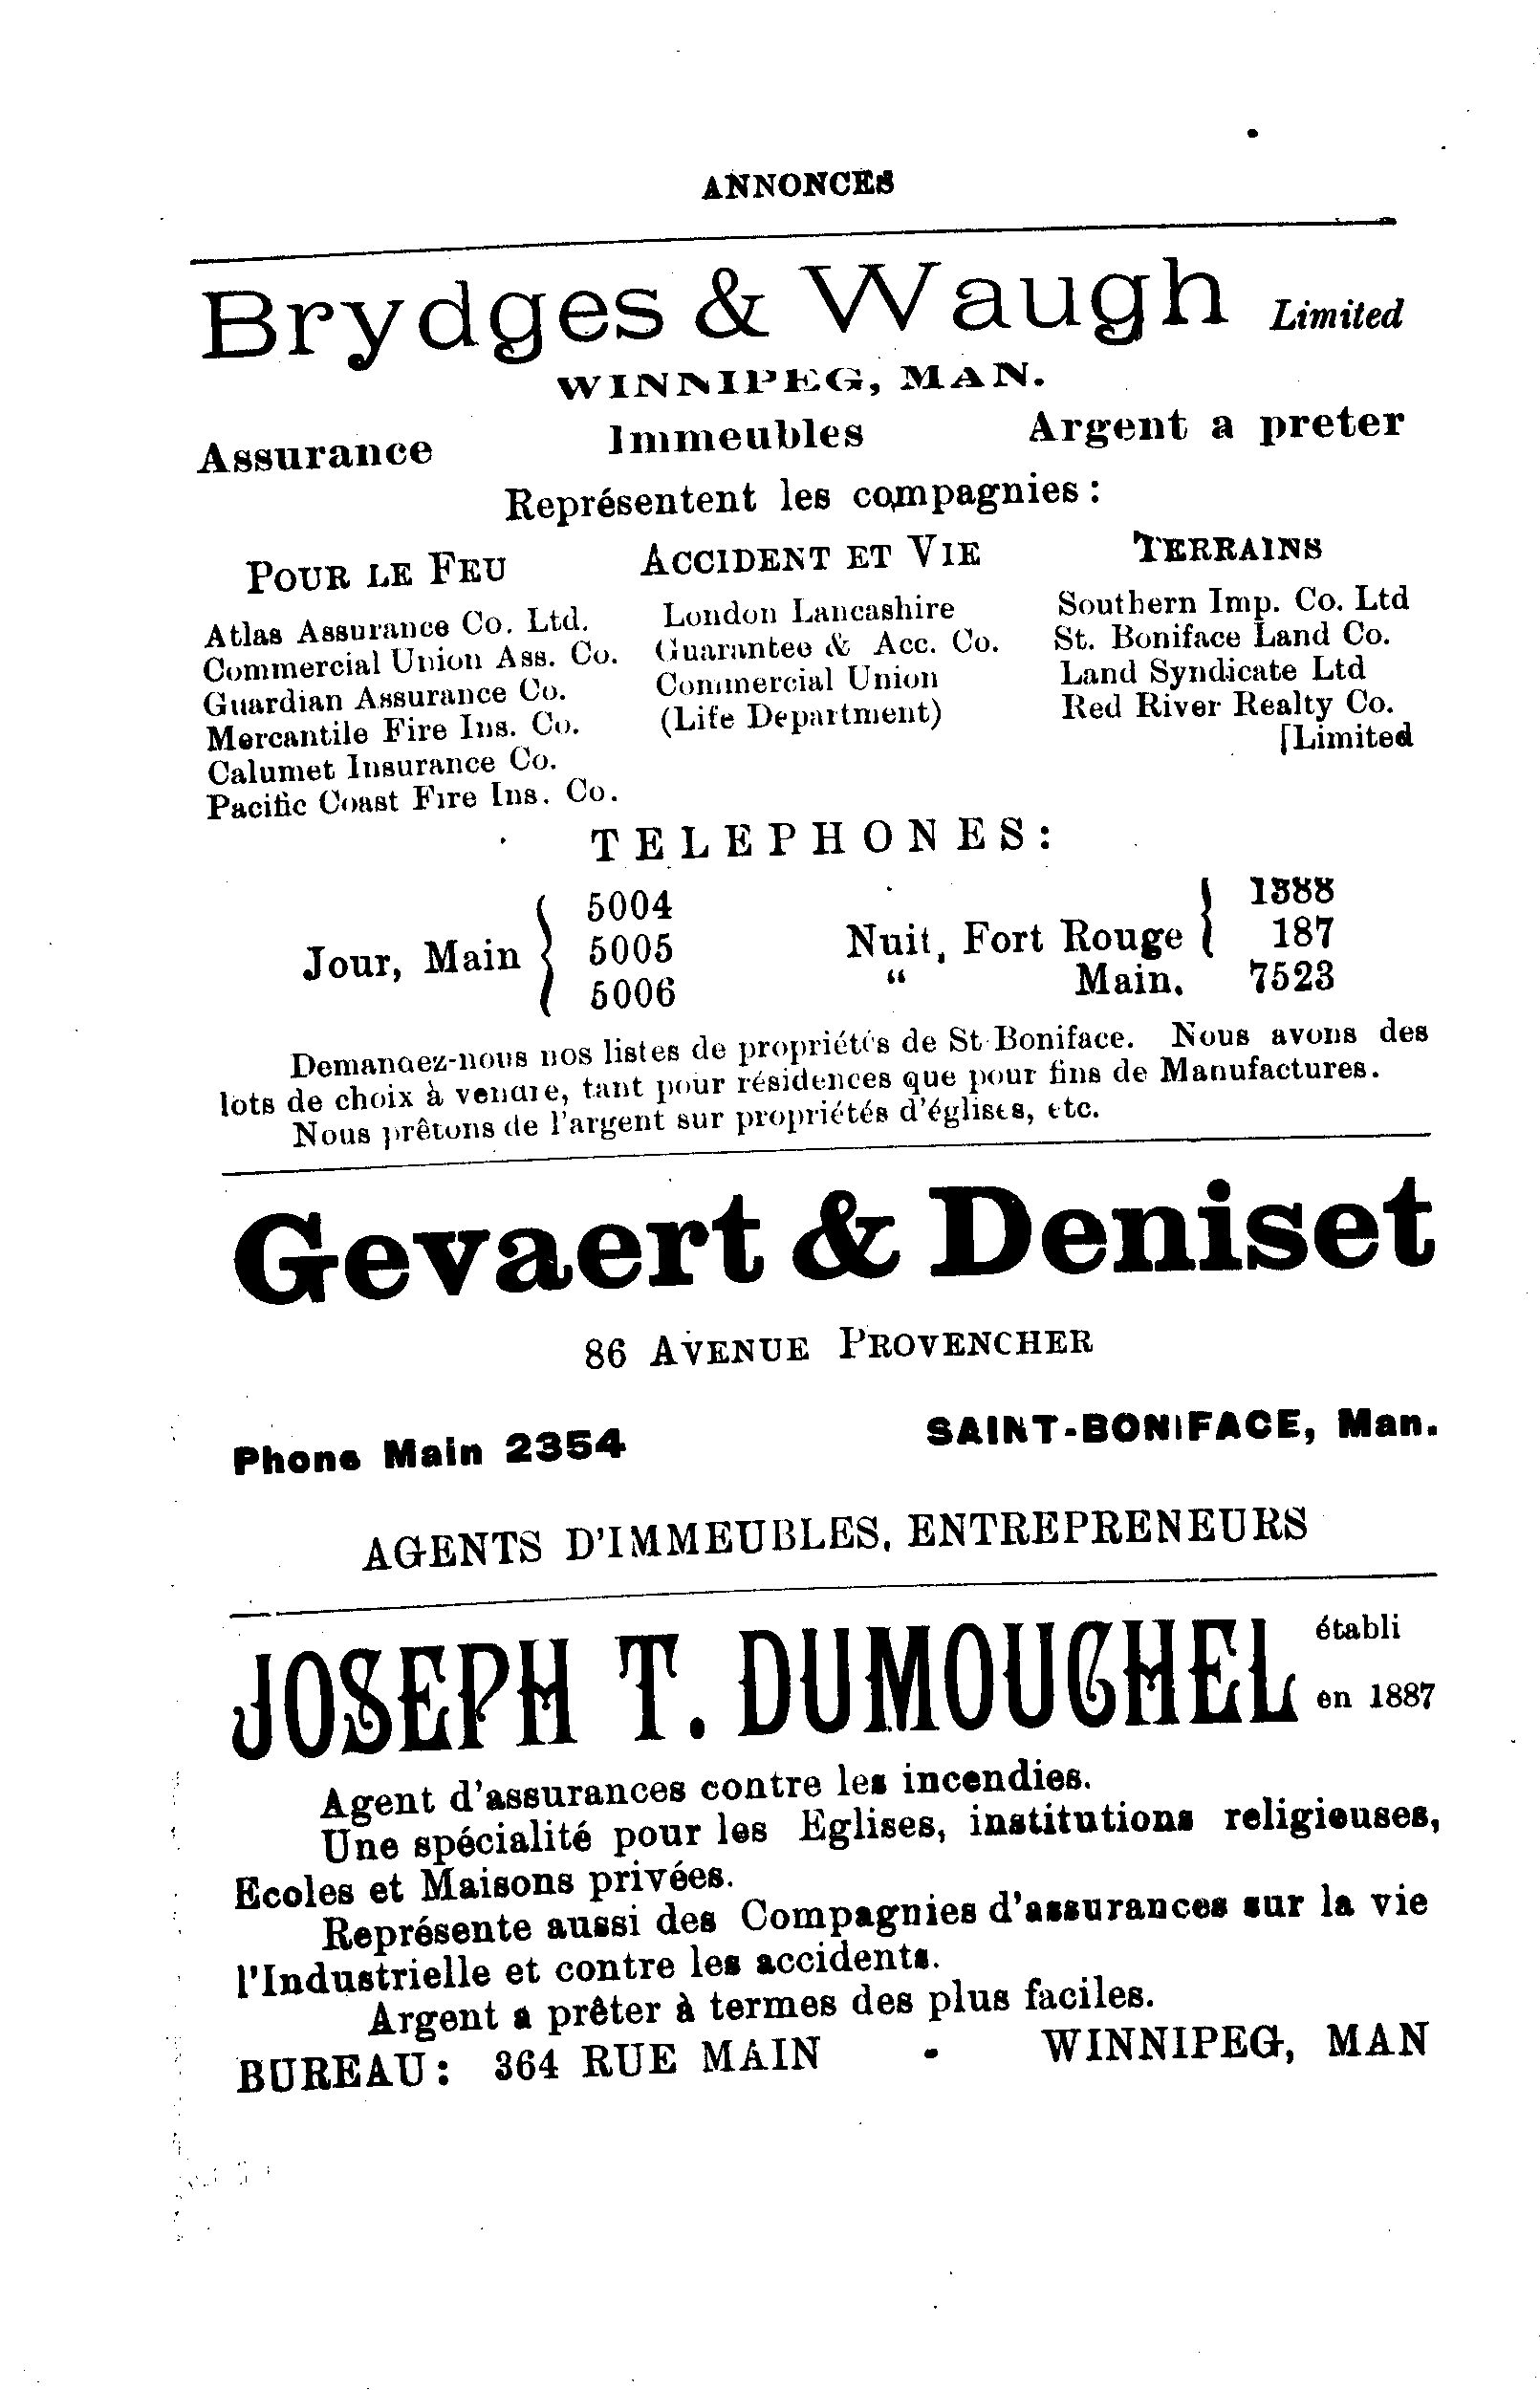 ANNONCES
Brydges & Waugh Limited
WINNIPEG, MAN.
Assurance Immeubles Argent a preter
Représentent les compagnies :
POUR LE FEU
Atlas Assurance Co. Ltd.
Commercial Union Ass. Co.
Guardian Assurance Co.
Mercantile Fire Ins. Co.
Calumet Insurance Co.
Pacific Coast Fire Ins. Co.
ACCIDENT ET VIE
London Lancashire
Guarantee & Acc. Co.
Commercial Union
(Life Department)
TERRAINS
Southern Imp. Co. Ltd
St. Boniface Land Co.
Land Syndicate Ltd
Red River Realty Co.
[Limited
TELEPHONES:
Jour, Main { 5004
5005
5006
Nuit, Fort Rouge } 1388
187
" Main. 7523
Demandez-nous nos listes de propriétés de St-Boniface. Nous avons des
lots de choix à vendre, tant pour résidences que pour fins de Manufactures.
Nous prêtons de l'argent sur propriétés d'églises, etc.
Gevaert & Deniset
86 AVENUE PROVENCHER
Phone Main 2354 SAINT-BONIFACE, Man.
AGENTS D'IMMEUBLES, ENTREPRENEURS
JOSEPH T. DUMOUCHEL établi
en 1887
Agent d'assurances contre les incendies.
Une spécialité pour les Eglises, institutions religieuses,
Ecoles et Maisons privées.
Représente aussi des Compagnies d'assurances sur la vie
l'Industrielle et contre les accidents.
Argent a prêter à termes des plus faciles.
BUREAU: 364 RUE MAIN - WINNIPEG, MAN